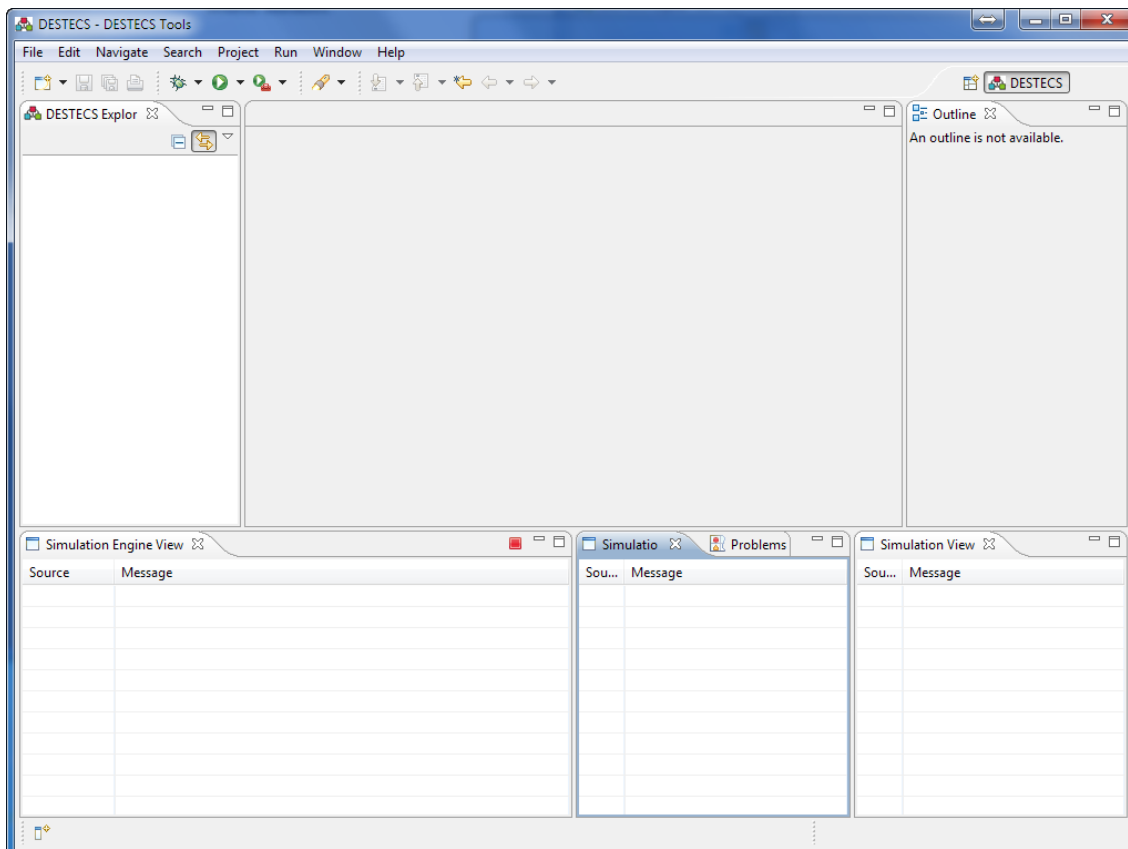 DESTECS - DESTECS Tools
File Edit Navigate Search Project Run Window Help
DESTECS
DESTECS Explor
Outline
An outline is not available.
Simulation Engine View
Simulatio
Problems
Simulation View
Source Message
Sou... Message
Sou... Message